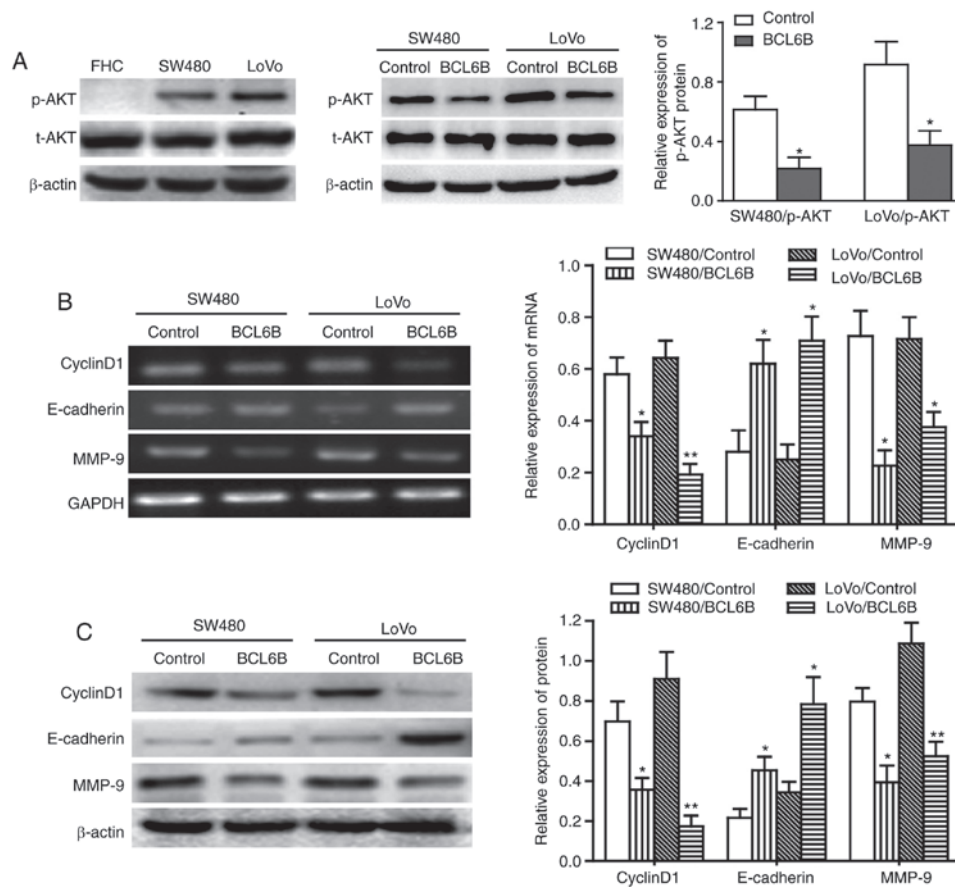 A
FHC SW480 LoVo
p-AKT
t-AKT
β-actin
SW480 LoVo
Control BCL6B Control BCL6B
p-AKT
t-AKT
β-actin
Control
BCL6B
Relative expression of
p-AKT protein
1.2
0.8
0.4
0.0
*
*
SW480/p-AKT LoVo/p-AKT
B
SW480 LoVo
Control BCL6B Control BCL6B
CyclinD1
E-cadherin
MMP-9
GAPDH
SW480/Control LoVo/Control
SW480/BCL6B LoVo/BCL6B
Relative expression of mRNA
1.0
0.8
0.6
0.4
0.2
0.0
* ** * * * *
CyclinD1 E-cadherin MMP-9
C
SW480 LoVo
Control BCL6B Control BCL6B
CyclinD1
E-cadherin
MMP-9
β-actin
SW480/Control LoVo/Control
SW480/BCL6B LoVo/BCL6B
Relative expression of protein
1.2
1.0
0.8
0.6
0.4
0.2
0.0
* ** * * * **
CyclinD1 E-cadherin MMP-9